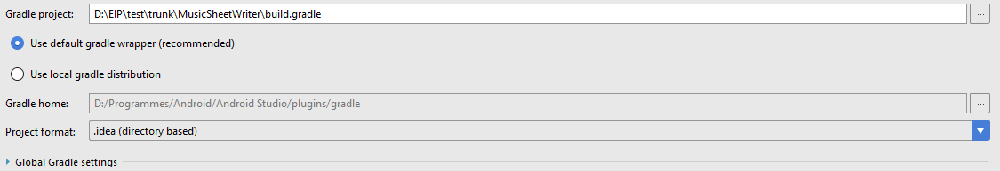 Gradle project: D:\EIP\test\trunk\MusicSheetWriter\build.gradle ...
Use default gradle wrapper (recommended)
Use local gradle distribution
Gradle home: D:/Programmes/Android/Android Studio/plugins/gradle ...
Project format: .idea (directory based)
Global Gradle settings